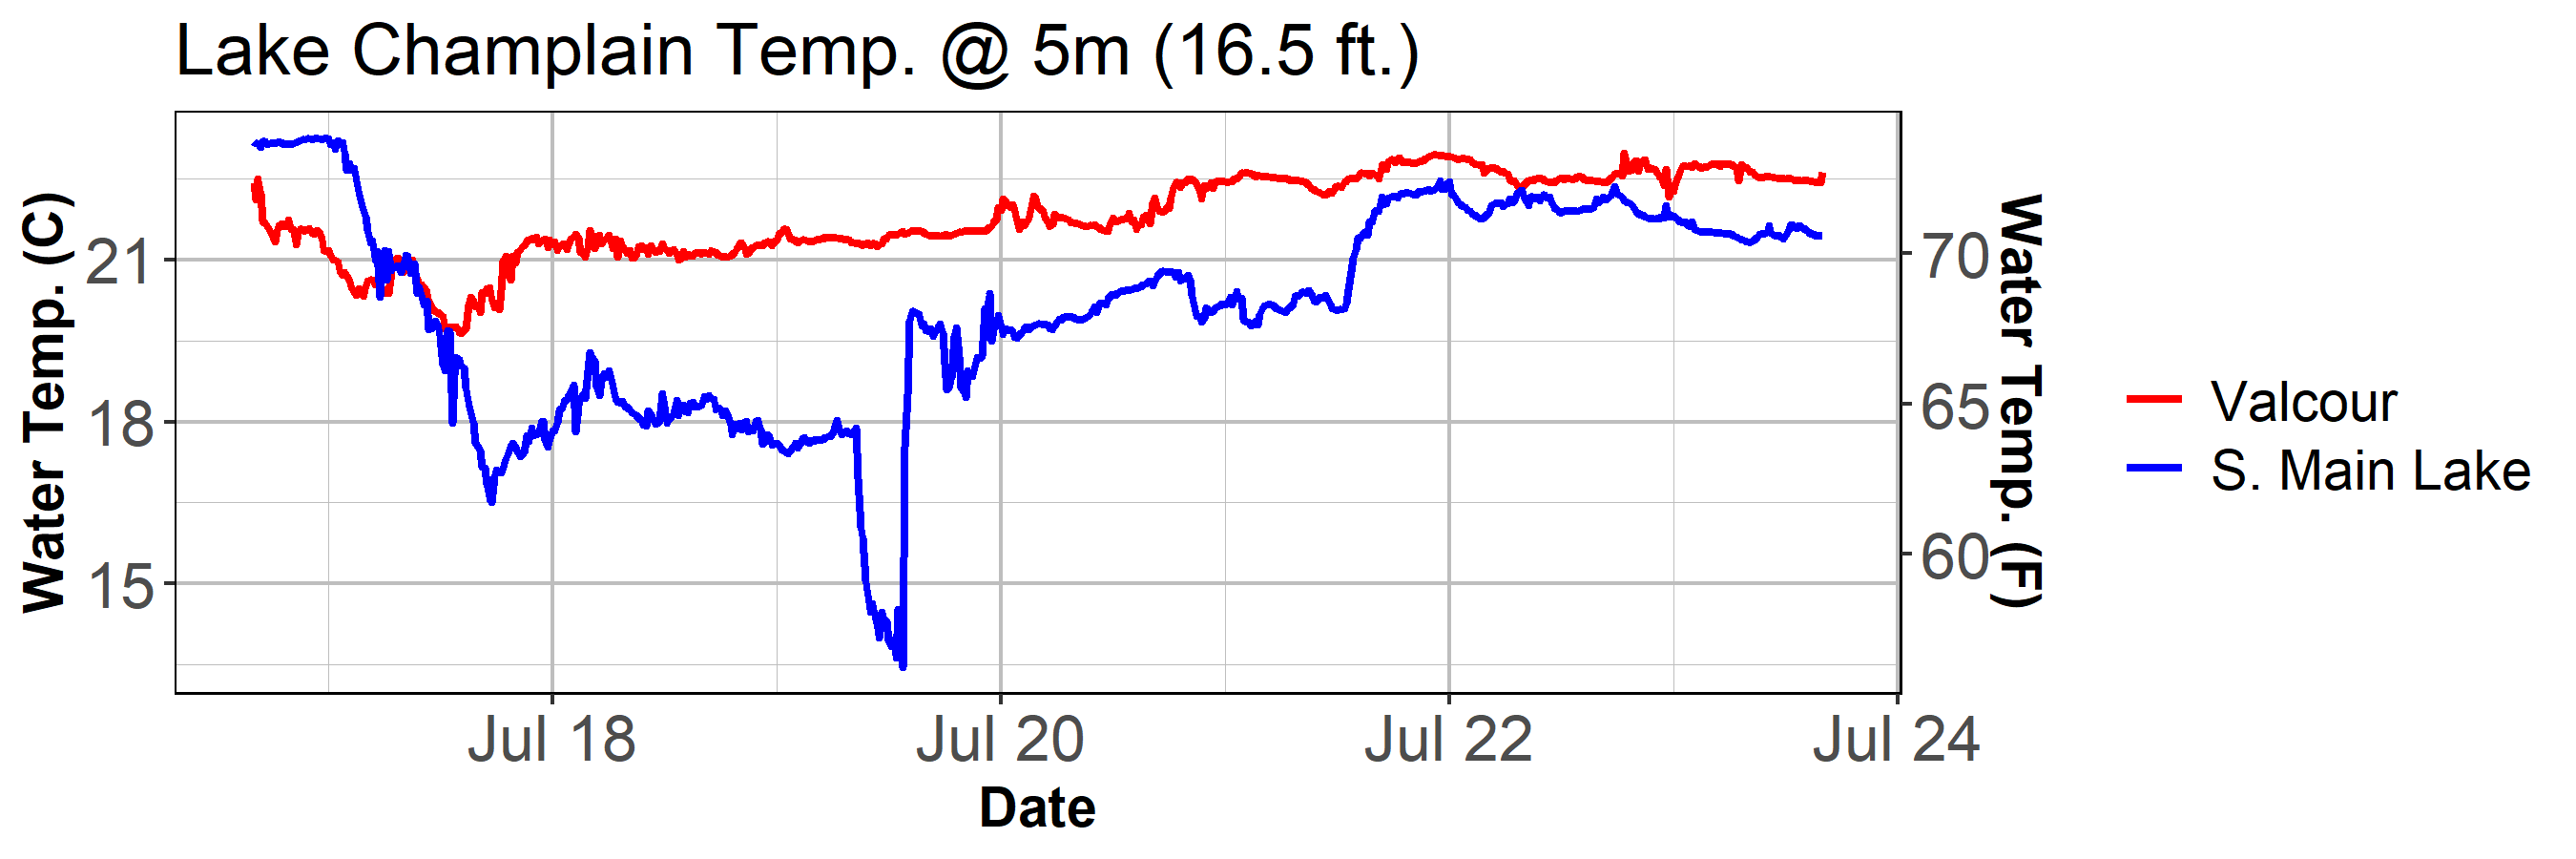 Lake Champlain Temp. @ 5m (16.5 ft.)
Water Temp. (C)
21
18
15
70
65
60
Water Temp. (F)
Valcour
S. Main Lake
Jul 18
Jul 20
Jul 22
Jul 24
Date